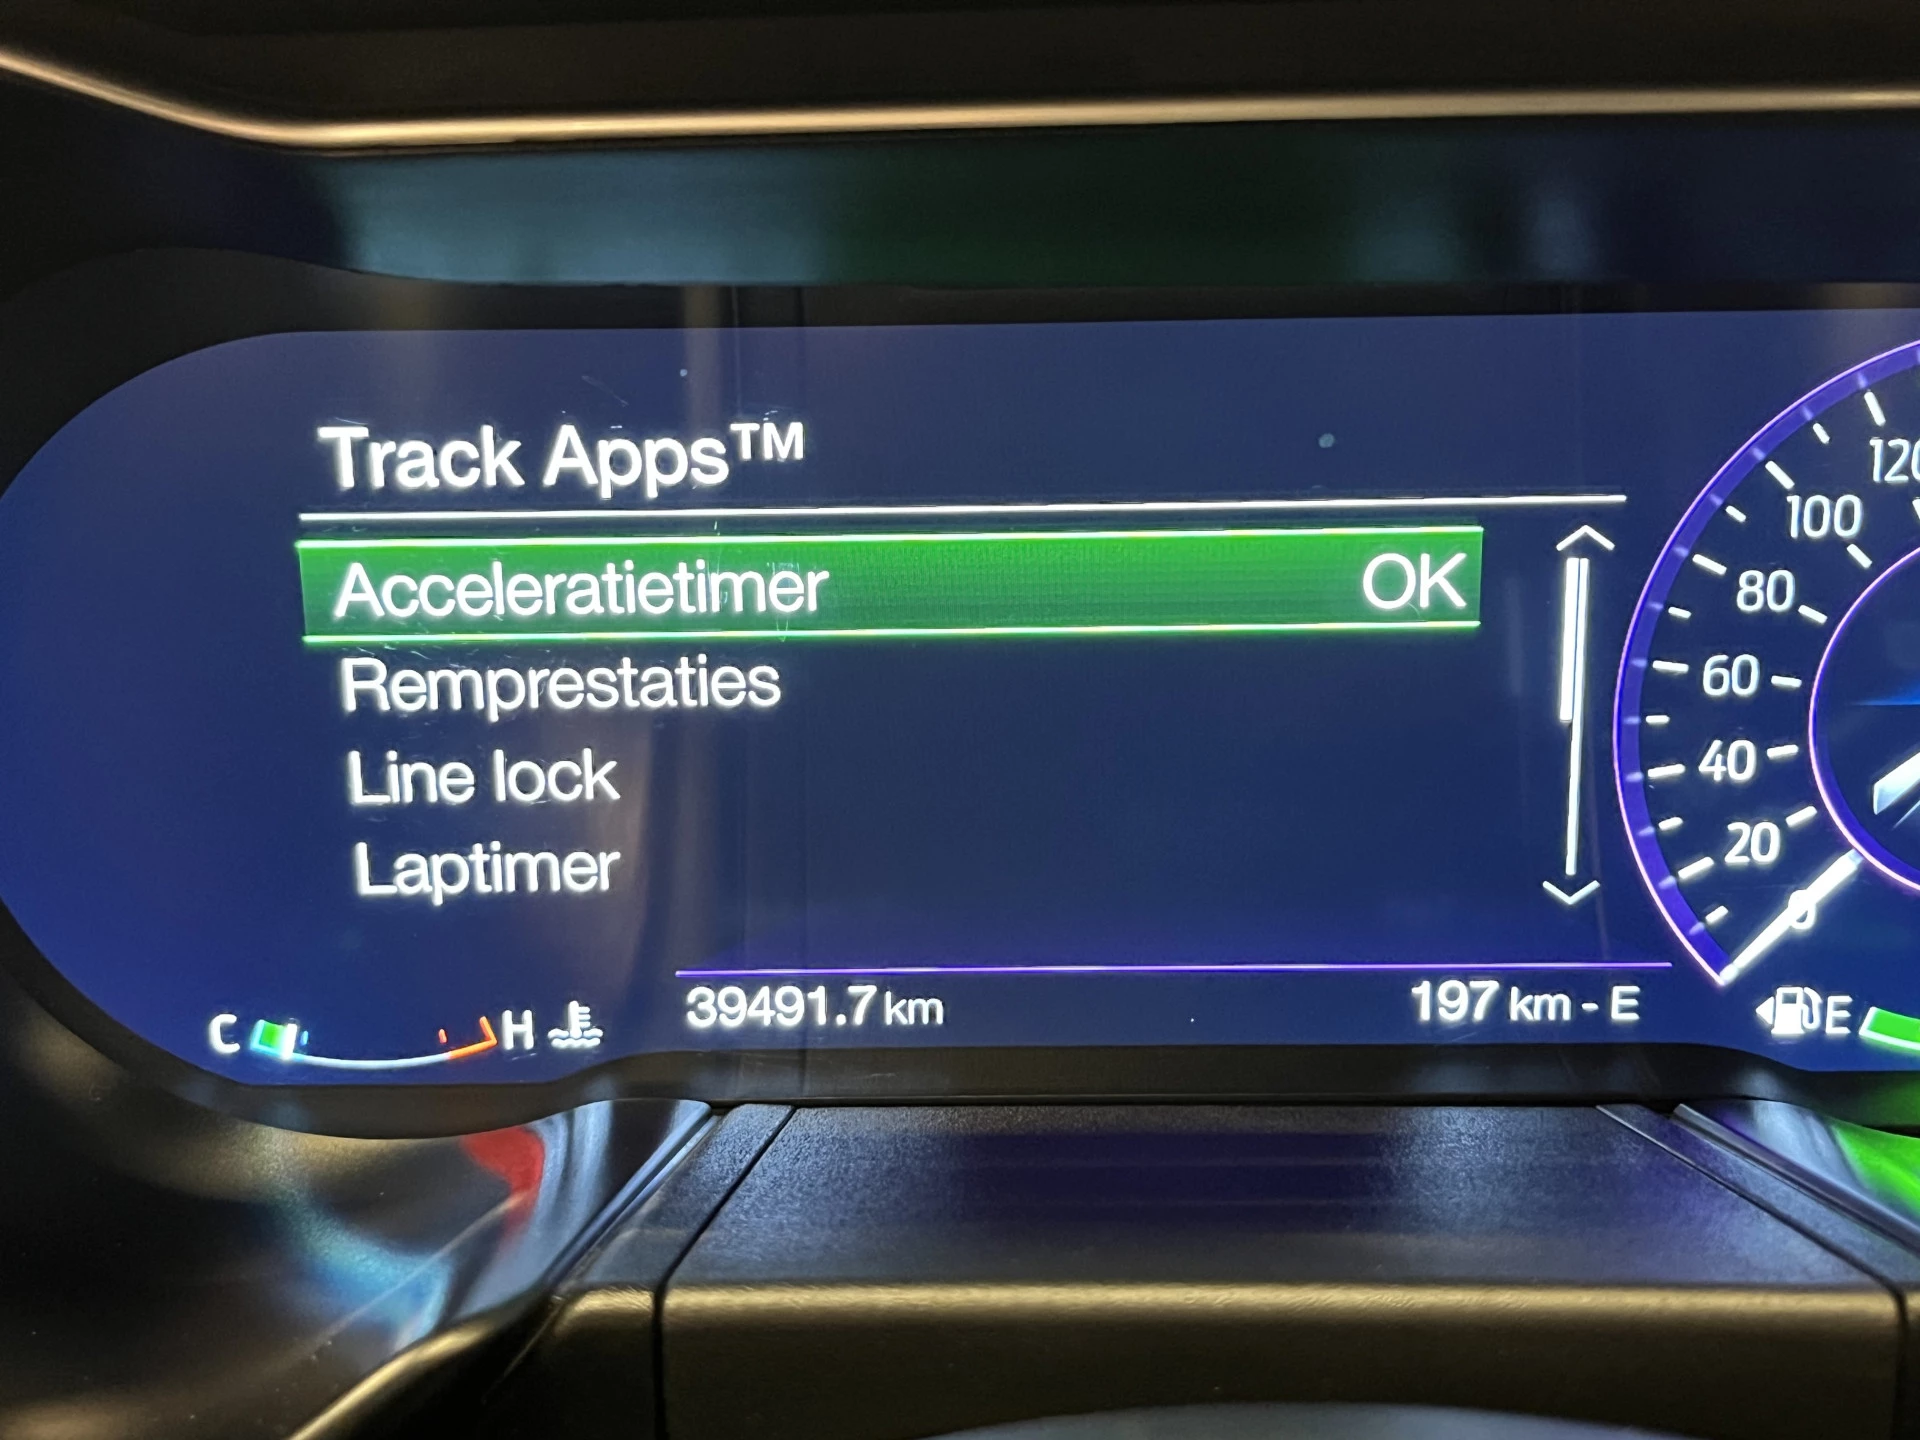 Track Apps™
Acceleratietimer OK
Remprestaties
Line lock
Laptimer
120
100
80
60
40
20
0
C H
39491.7 km
197 km - E
E